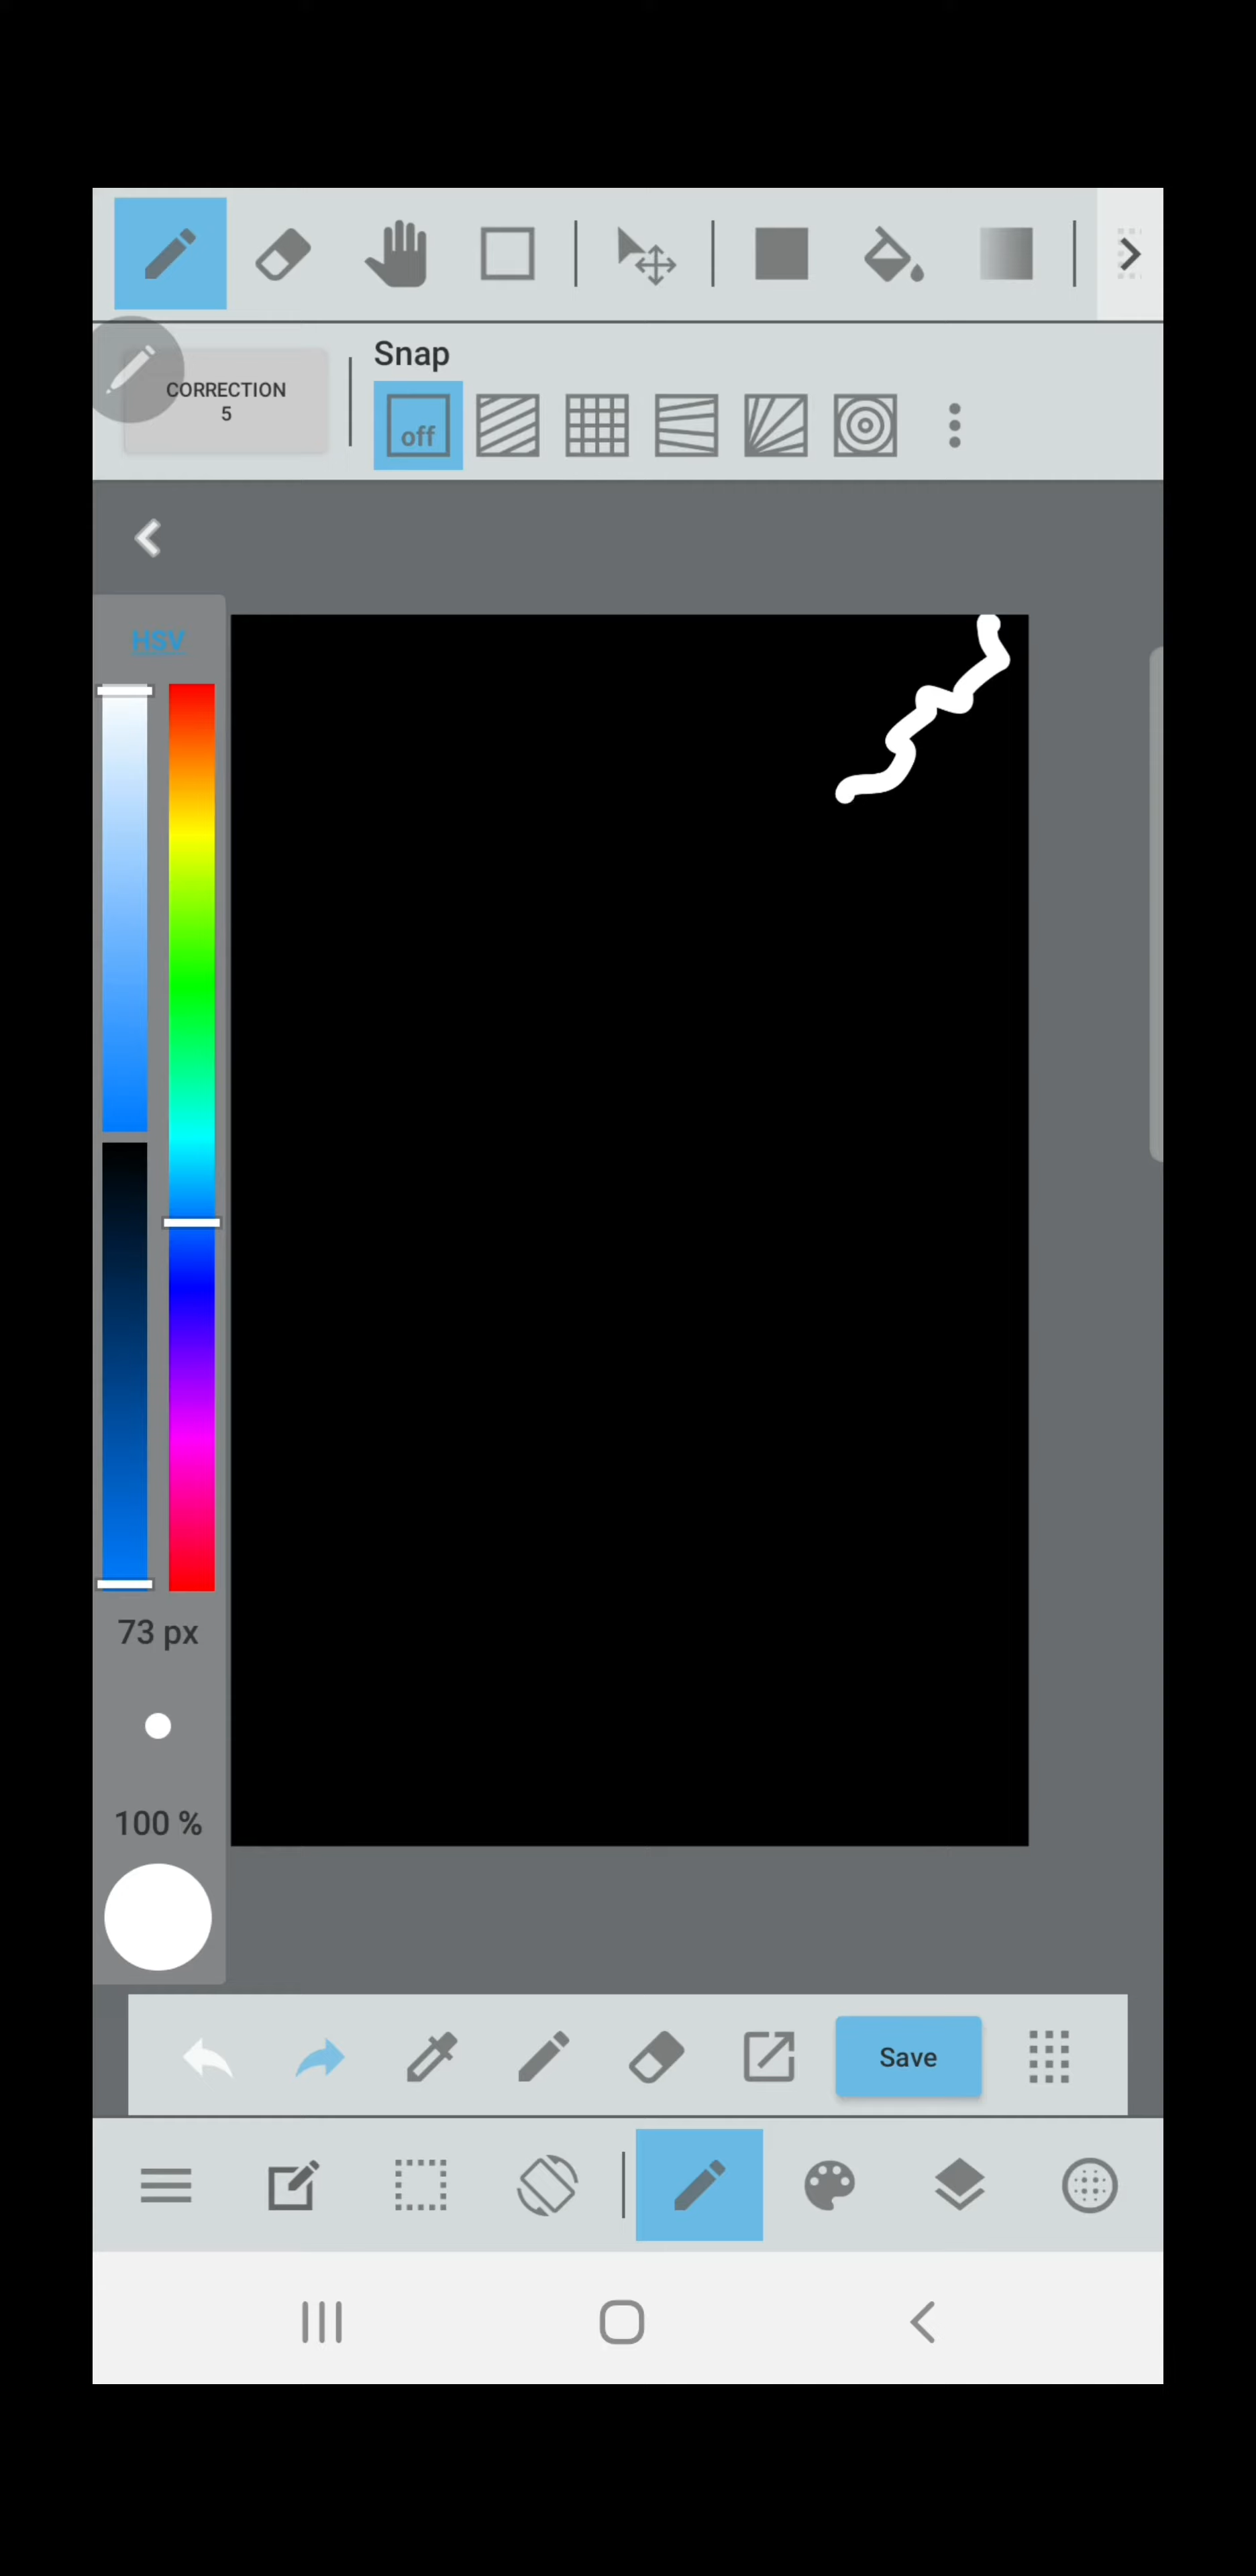 Snap
CORRECTION
5
off
HSV
73 px
100 %
Save